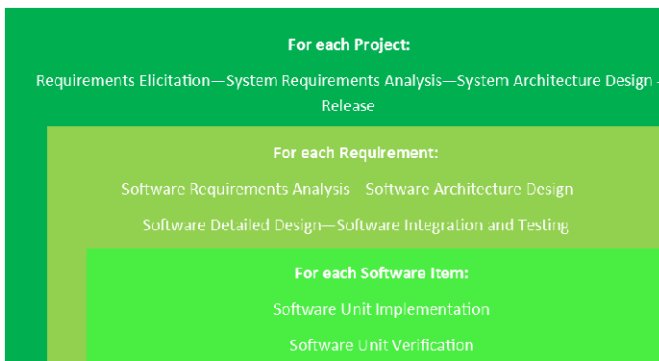 For each Project:
Requirements Elicitation—System Requirements Analysis—System Architecture Design -
Release
For each Requirement:
Software Requirements Analysis Software Architecture Design
Software Detailed Design—Software Integration and Testing
For each Software Item:
Software Unit Implementation
Software Unit Verification